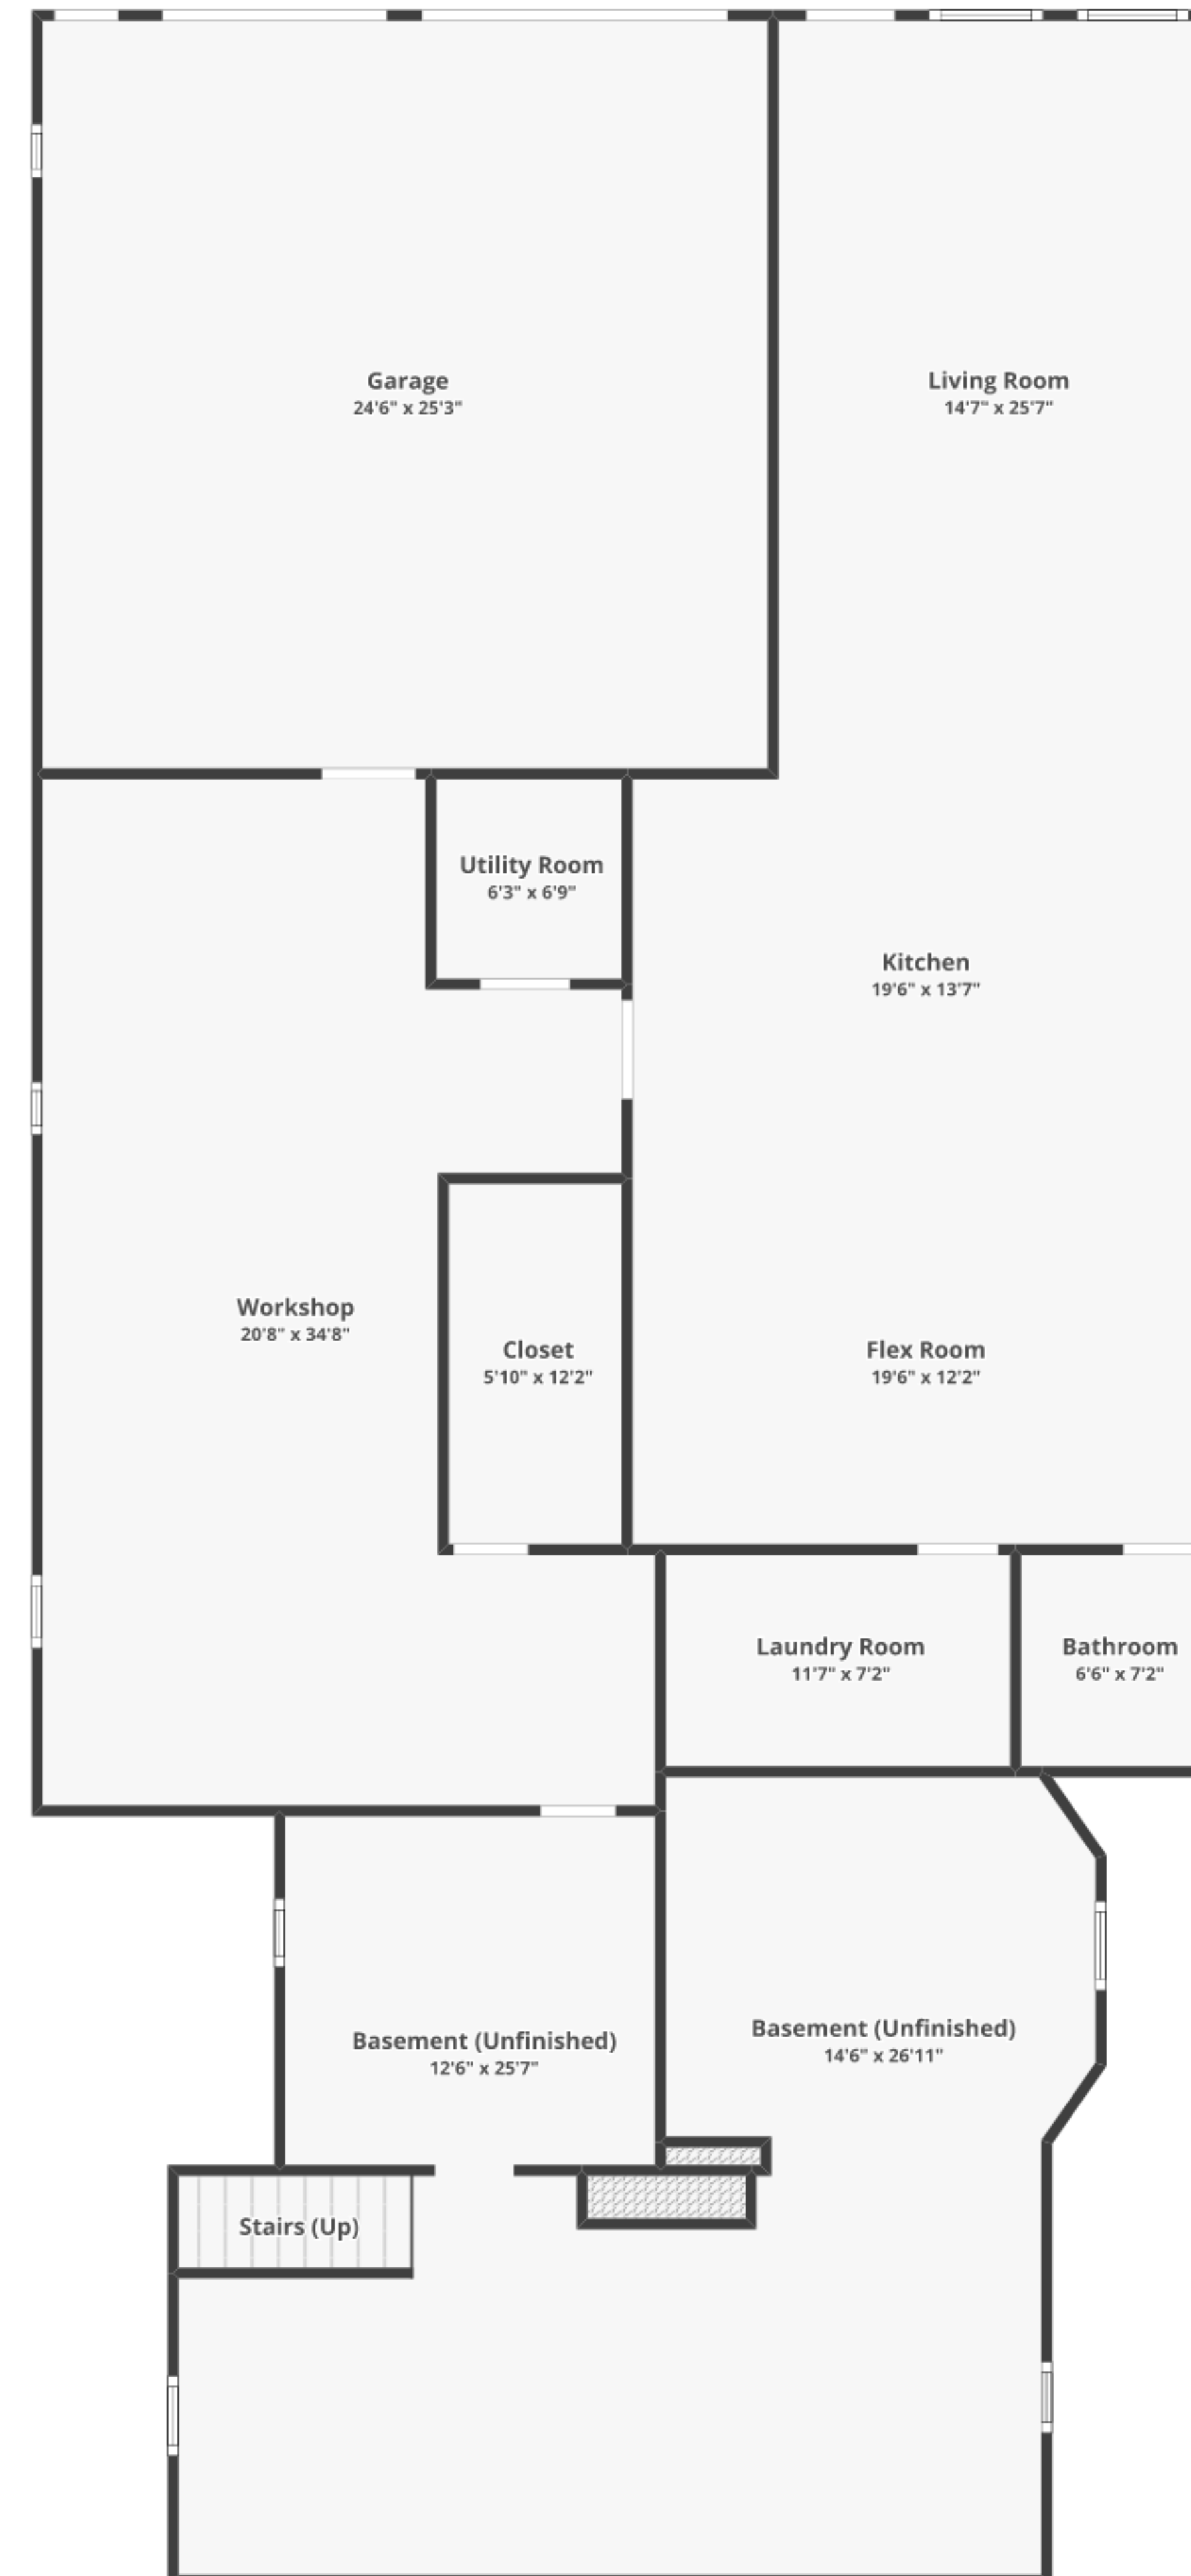 Garage
24'6" x 25'3"
Living Room
14'7" x 25'7"
Utility Room
6'3" x 6'9"
Kitchen
19'6" x 13'7"
Workshop
20'8" x 34'8"
Closet
5'10" x 12'2"
Flex Room
19'6" x 12'2"
Laundry Room
11'7" x 7'2"
Bathroom
6'6" x 7'2"
Basement (Unfinished)
12'6" x 25'7"
Basement (Unfinished)
14'6" x 26'11"
Stairs (Up)